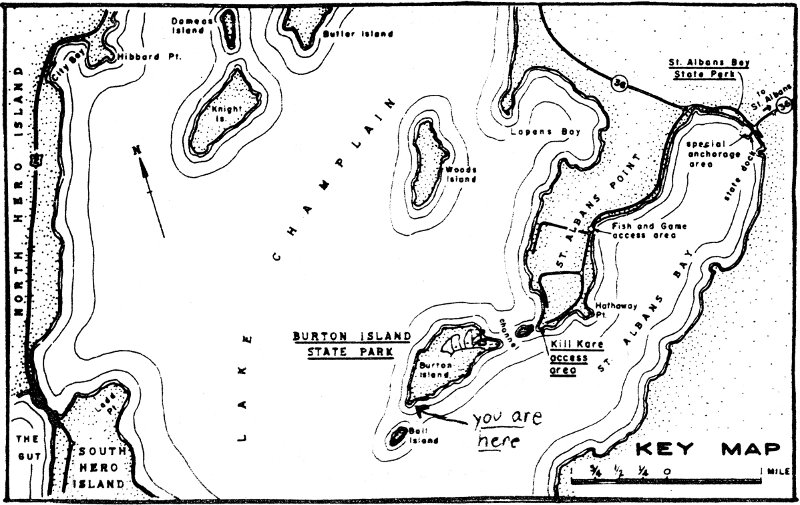 Dameas
Island
Butler Island
City Bay
Hibbard Pt.
Knight
Is.
36
St. Albans Bay
State Park
To
St. Albans
36
Lapans Bay
special
anchorage
area
state dock
NORTH HERO ISLAND
N
LAKE CHAMPLAIN
Woods
Island
ST. ALBANS POINT
Fish and Game
access area
Hathaway
Pt.
ST. ALBANS BAY
channel
BURTON ISLAND
STATE PARK
Kill Kare
access
area
Burton
Island
Ladd Pt.
you are
here
Ball
Island
THE
GUT
SOUTH
HERO
ISLAND
KEY MAP
1 3/4 1/2 1/4 0 1 MILE